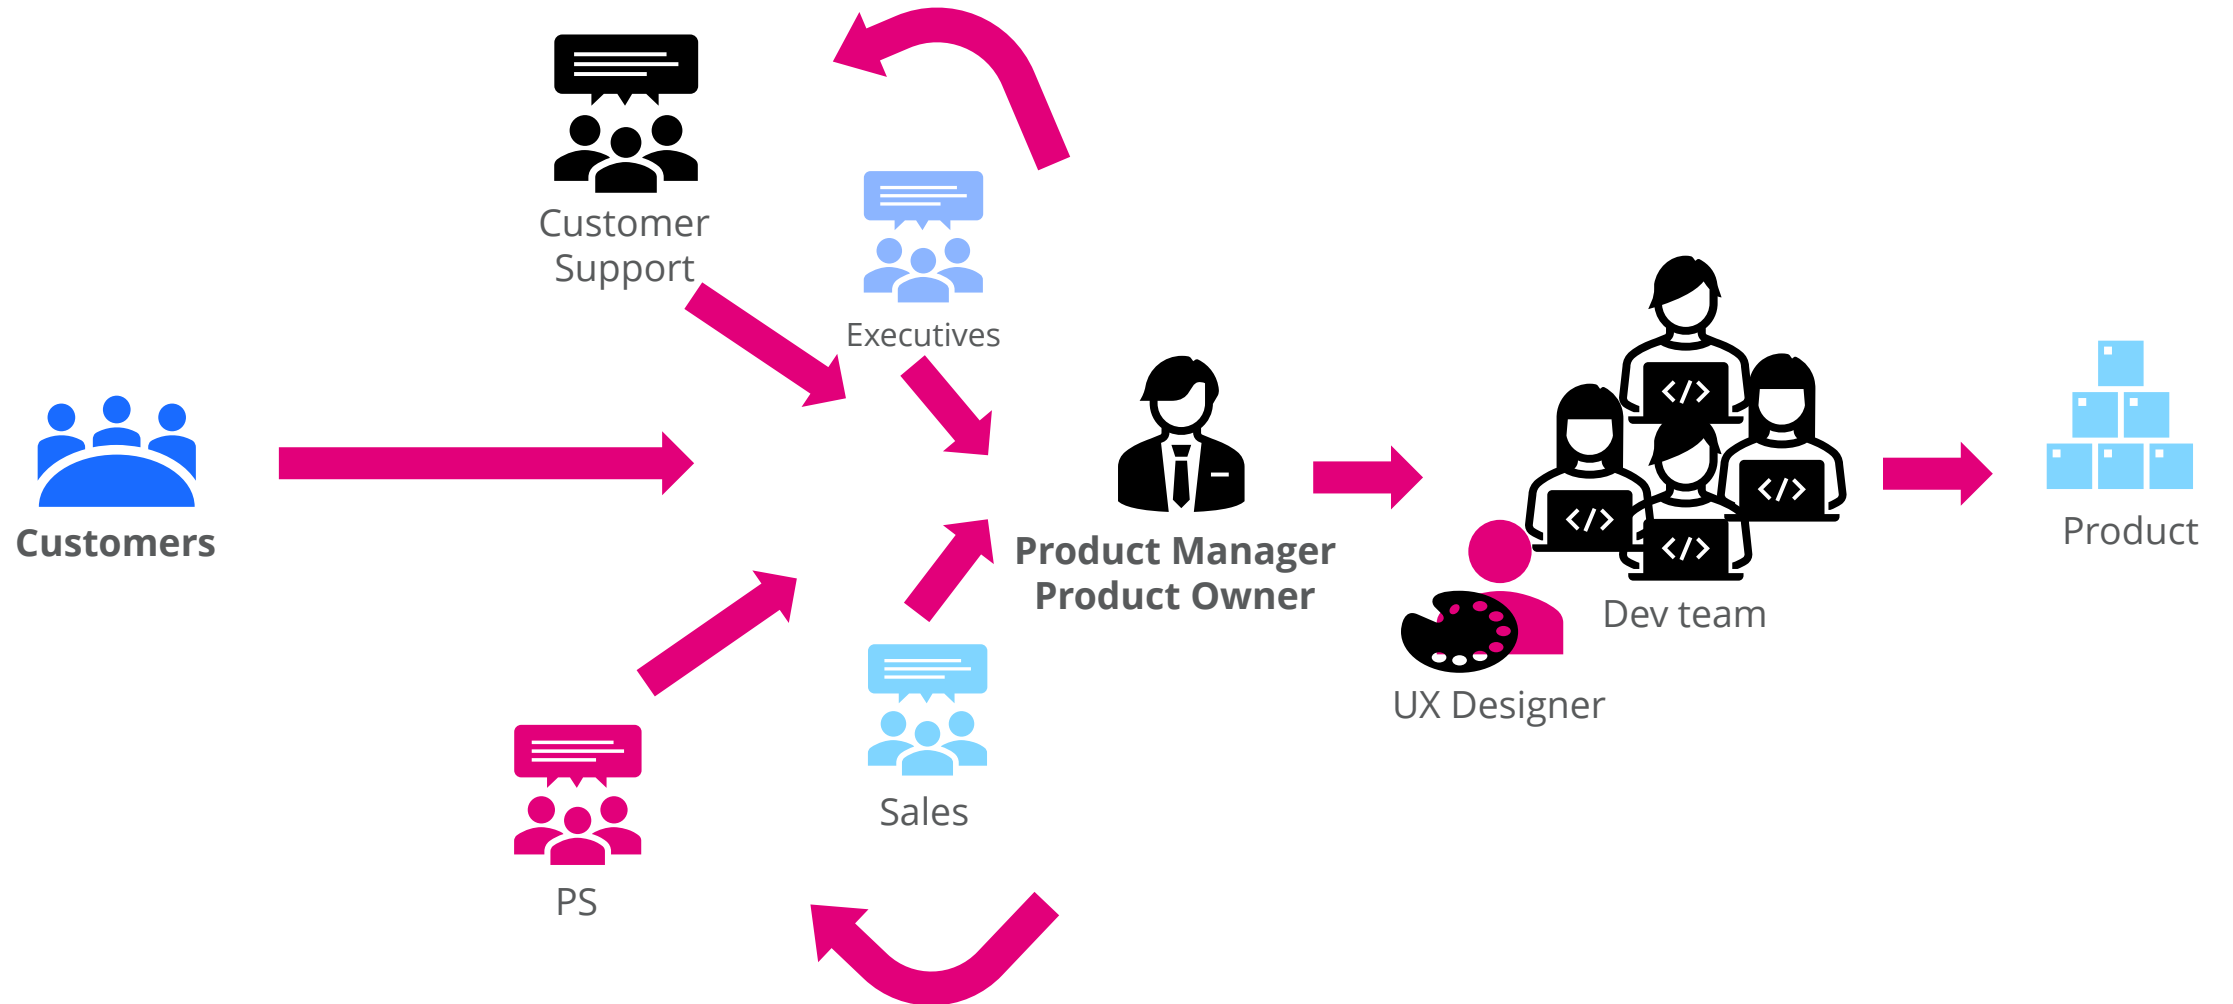 Customer
Support
Executives
Customers
Product Manager
Product Owner
Dev team
UX Designer
Product
Sales
PS